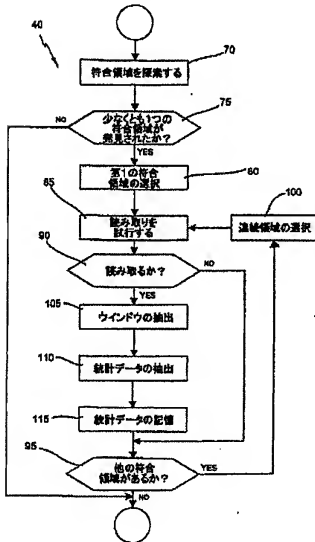 40
70
符合領域を探索する
75
少なくとも1つの
符合領域が
発見されたか?
NO
YES
第1の符合
領域の選択
80
100
85
読み取りを
試行する
連続領域の選択
90
読み取るか?
NO
YES
105
ウインドウの抽出
110
統計データの抽出
115
統計データの記憶
95
他の符合
領域があるか?
YES
NO